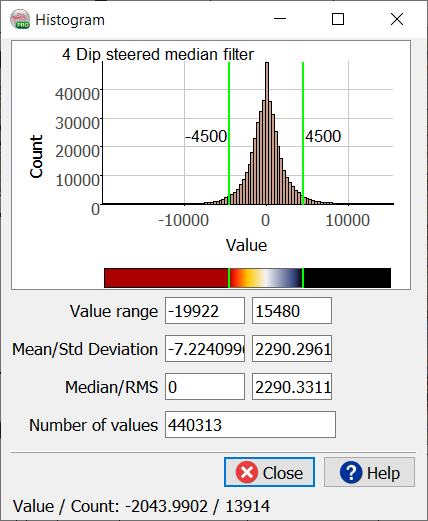 Histogram
PRO
4 Dip steered median filter
40000
30000
20000
10000
0
Count
-4500
4500
-10000
0
10000
Value
Value range -19922 15480
Mean/Std Deviation -7.2240996 2290.2961
Median/RMS 0 2290.3311
Number of values 440313
Close Help
Value / Count: -2043.9902 / 13914